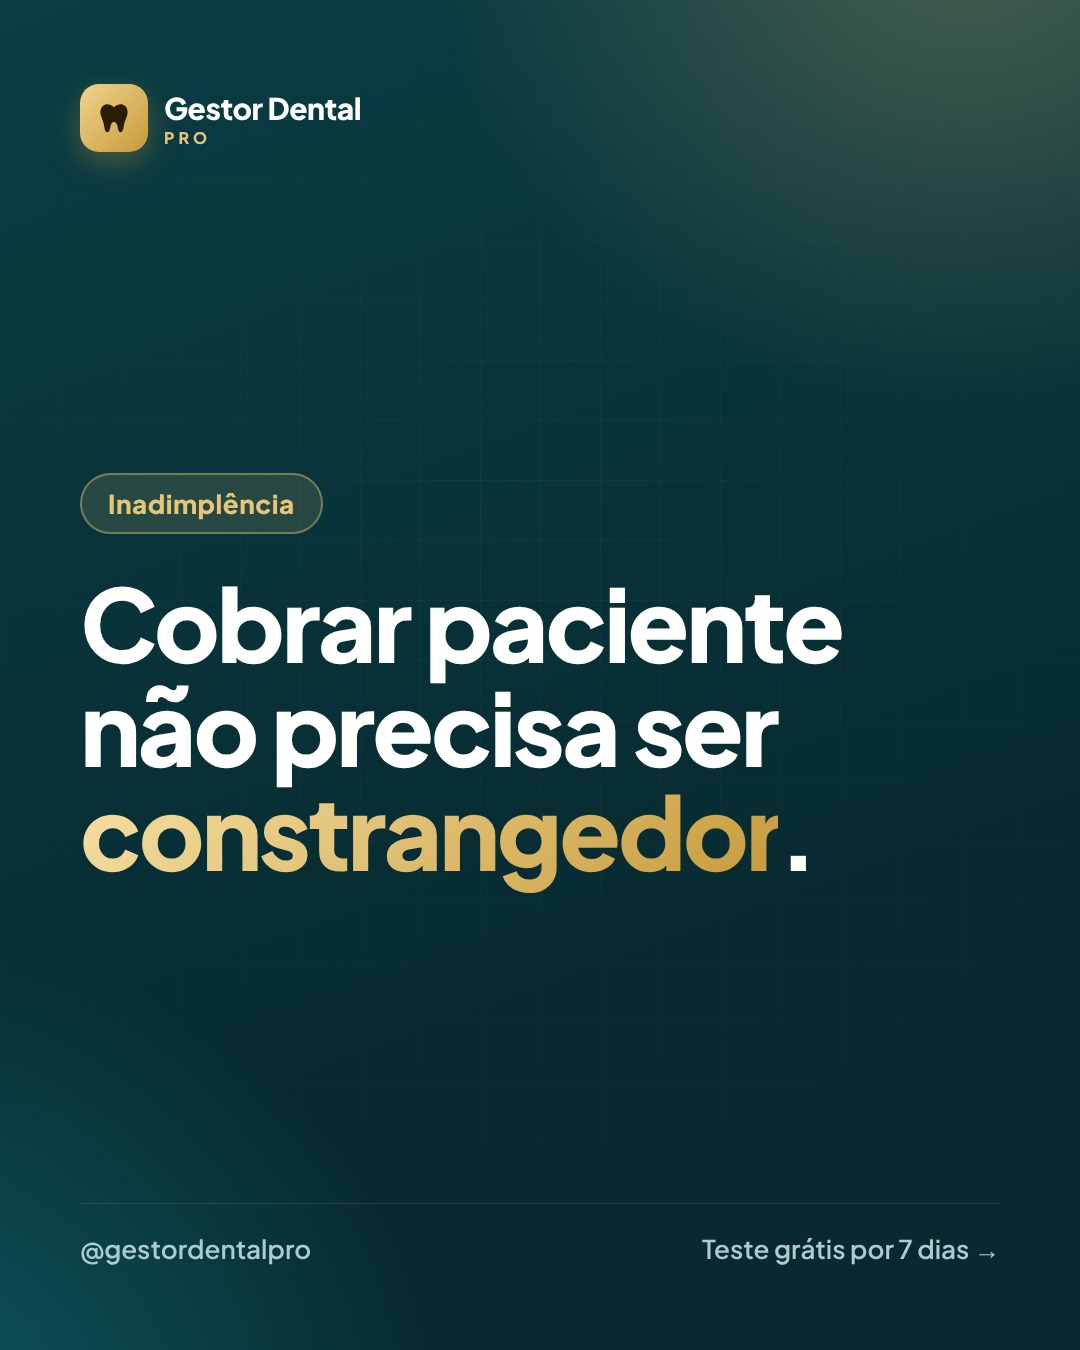 Gestor Dental
PRO
Inadimplência
Cobrar paciente
não precisa ser
constrangedor.
@gestordentalpro
Teste grátis por 7 dias →